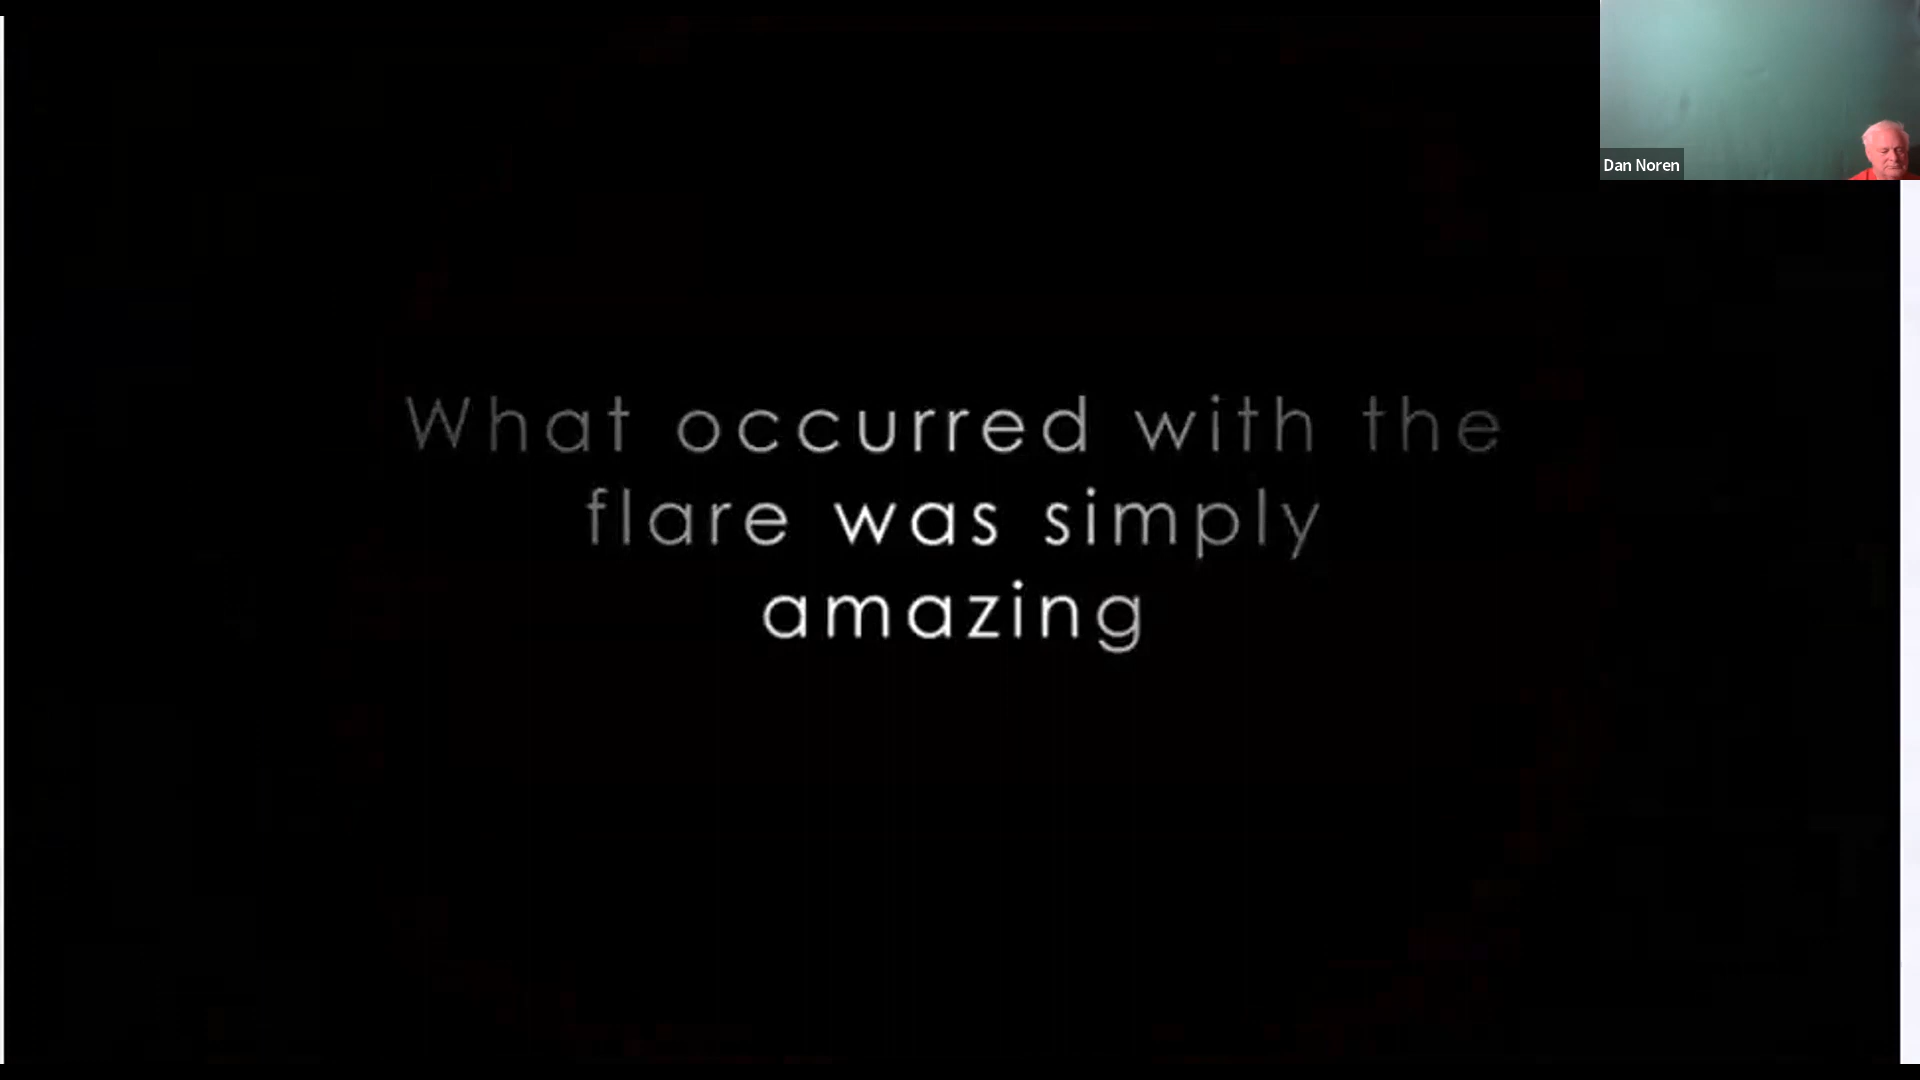 Dan Noren
What occurred with the
flare was simply
amazing